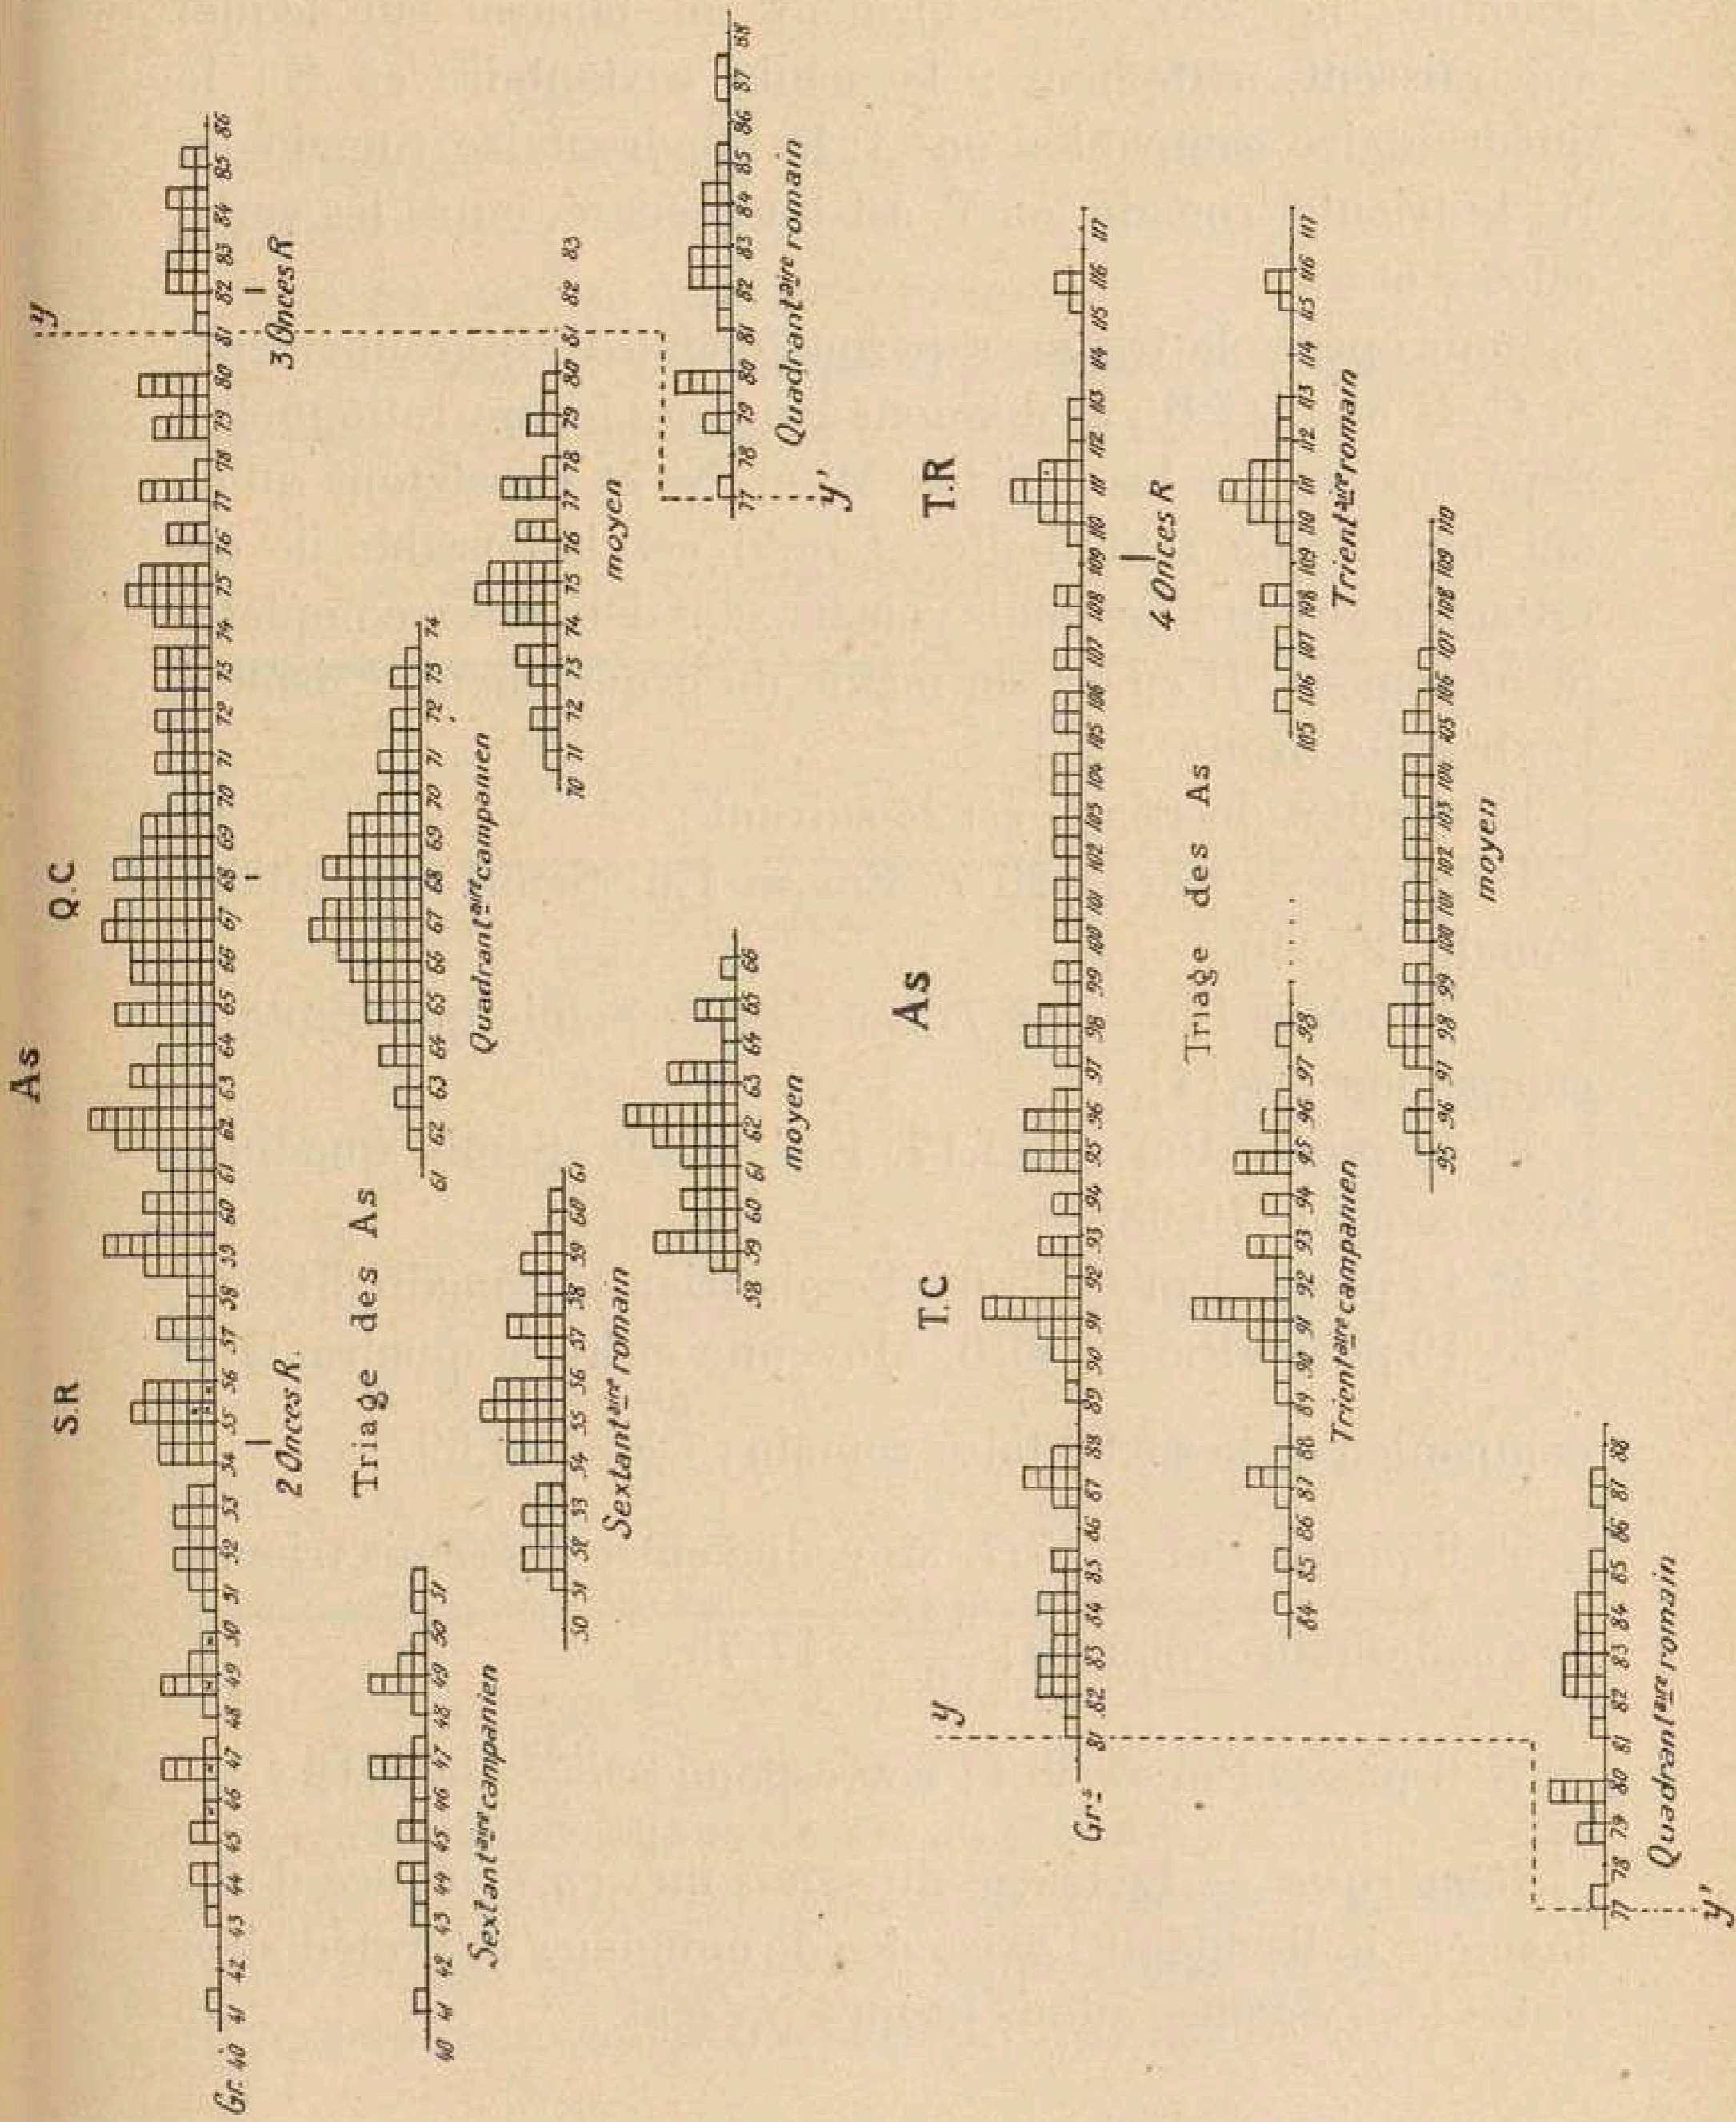 As
S.R Q.C y
Gr. 40 41 42 43 44 45 46 47 48 49 50 51 52 53 54 55 56 57 58 59 60 61 62 63 64 65 66 67 68 69 70 71 72 73 74 75 76 77 78 79 80 81 82 83 84 85 86
2 Onces R. 3 Onces R
Triage des As
40 41 42 43 44 45 46 47 48 49 50 51
Sextantaire campanien
61 62 63 64 65 66 67 68 69 70 71 72 73 74
Quadrantaire campanien
50 51 52 53 54 55 56 57 58 59 60 61
Sextantaire romain
70 71 72 73 74 75 76 77 78 79 80 81 82 83
moyen
58 59 60 61 62 63 64 65 66
moyen
77 78 79 80 81 82 83 84 85 86 87 88
Quadrantaire romain
y'
As
T.C T.R
y
Grs 81 82 83 84 85 86 87 88 89 90 91 92 93 94 95 96 97 98 99 100 101 102 103 104 105 106 107 108 109 110 111 112 113 114 115 116 117
4 Onces R
Triage des As
84 85 86 87 88 89 90 91 92 93 94 95 96 97 98
Trientaire campanien
105 106 107 108 109 110 111 112 113 114 115 116 117
Trientaire romain
95 96 97 98 99 100 101 102 103 104 105 106 107 108 109 110
moyen
77 78 79 80 81 82 83 84 85 86 87 88
Quadrantaire romain
y'